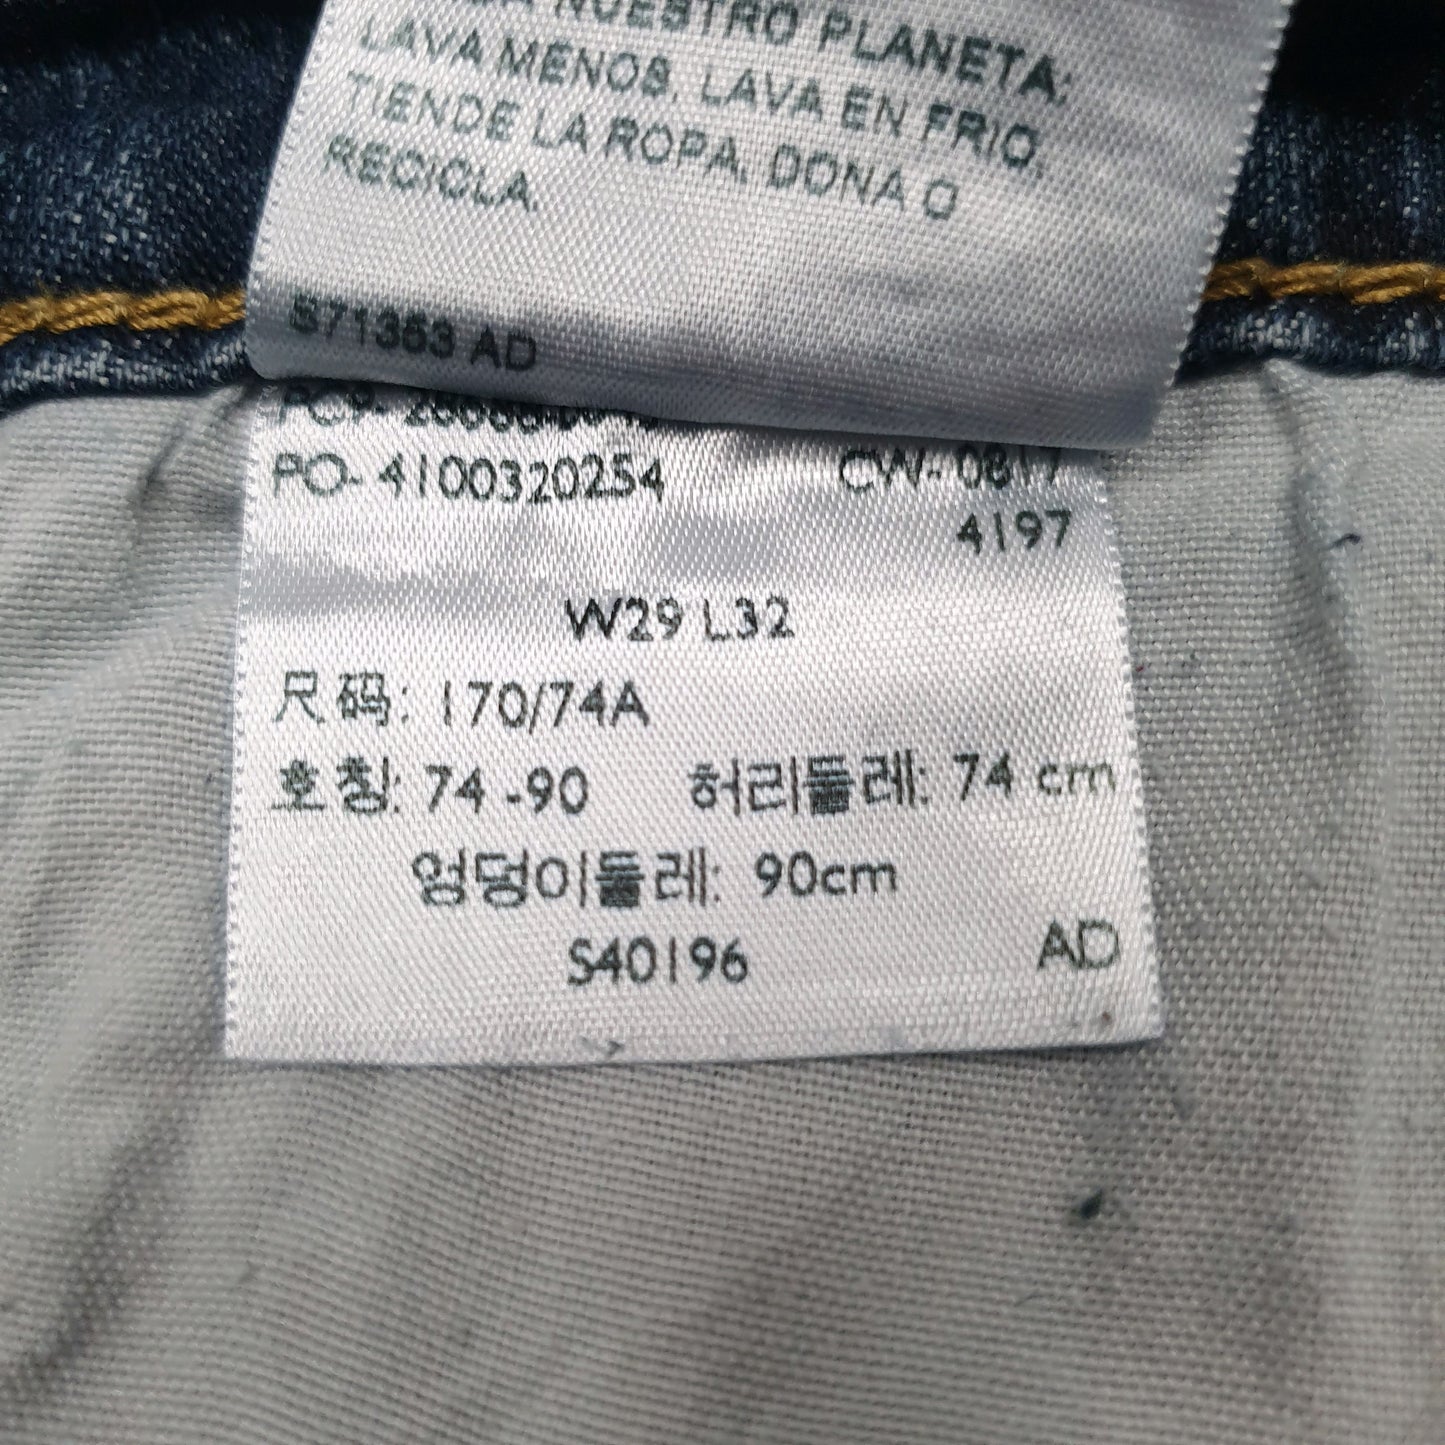 NUESTRO PLANETA:
LAVA MENOS, LAVA EN FRIO,
TIENDE LA ROPA, DONA O
RECICLA.
S71353 AD
PO- 4100320254 CW- 0817
4197
W29 L32
尺码: 170/74A
호칭: 74 -90 허리둘레: 74 cm
엉덩이둘레: 90cm
S40196 AD